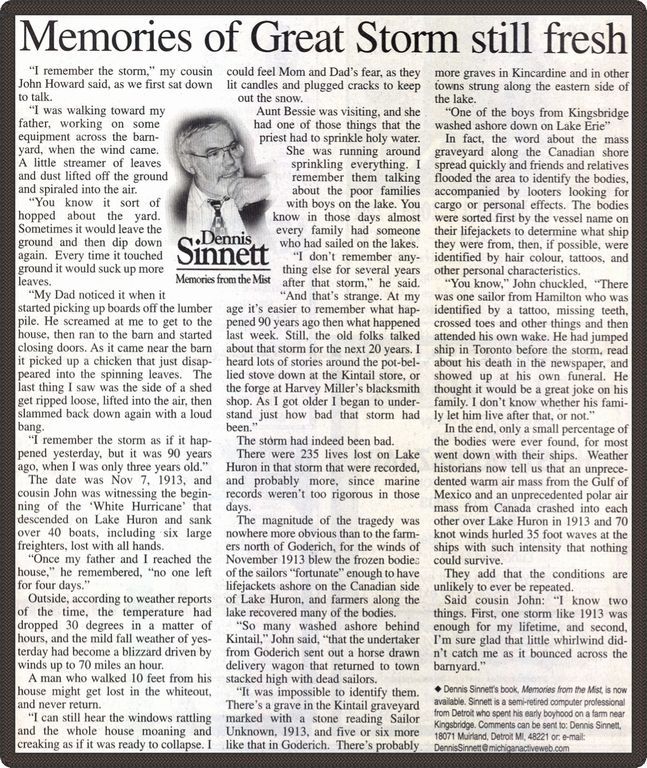 Memories of Great Storm still fresh
"I remember the storm," my cousin
John Howard said, as we first sat down
to talk.
"I was walking toward my
father, working on some
equipment across the barn-
yard, when the wind came.
A little streamer of leaves
and dust lifted off the ground
and spiraled into the air.
"You know it sort of
hopped about the yard.
Sometimes it would leave the
ground and then dip down
again. Every time it touched
ground it would suck up more
leaves.
"My Dad noticed it when it
started picking up boards off the lumber
pile. He screamed at me to get to the
house, then ran to the barn and started
closing doors. As it came near the barn
it picked up a chicken that just disap-
peared into the spinning leaves. The
last thing I saw was the side of a shed
get ripped loose, lifted into the air, then
slammed back down again with a loud
bang.
"I remember the storm as if it hap-
pened yesterday, but it was 90 years
ago, when I was only three years old."
The date was Nov 7, 1913, and
cousin John was witnessing the begin-
ning of the 'White Hurricane' that
descended on Lake Huron and sank
over 40 boats, including six large
freighters, lost with all hands.
"Once my father and I reached the
house," he remembered, "no one left
for four days."
Outside, according to weather reports
of the time, the temperature had
dropped 30 degrees in a matter of
hours, and the mild fall weather of yes-
terday had become a blizzard driven by
winds up to 70 miles an hour.
A man who walked 10 feet from his
house might get lost in the whiteout,
and never return.
"I can still hear the windows rattling
and the whole house moaning and
creaking as if it was ready to collapse. I
could feel Mom and Dad's fear, as they
lit candles and plugged cracks to keep
out the snow.
Aunt Bessie was visiting, and she
had one of those things that the
priest had to sprinkle holy water.
She was running around
sprinkling everything. I
remember them talking
about the poor families
with boys on the lake. You
know in those days almost
every family had someone
who had sailed on the lakes.
"I don't remember any-
thing else for several years
after that storm," he said.
"And that's strange. At my
age it's easier to remember what hap-
pened 90 years ago then what happened
last week. Still, the old folks talked
about that storm for the next 20 years. I
heard lots of stories around the pot-bel-
lied stove down at the Kintail store, or
the forge at Harvey Miller's blacksmith
shop. As I got older I began to under-
stand just how bad that storm had
been."
The storm had indeed been bad.
There were 235 lives lost on Lake
Huron in that storm that were recorded,
and probably more, since marine
records weren't too rigorous in those
days.
The magnitude of the tragedy was
nowhere more obvious than to the farm-
ers north of Goderich, for the winds of
November 1913 blew the frozen bodies
of the sailors "fortunate" enough to have
lifejackets ashore on the Canadian side
of Lake Huron, and farmers along the
lake recovered many of the bodies.
"So many washed ashore behind
Kintail," John said, "that the undertaker
from Goderich sent out a horse drawn
delivery wagon that returned to town
stacked high with dead sailors.
"It was impossible to identify them.
There's a grave in the Kintail graveyard
marked with a stone reading Sailor
Unknown, 1913, and five or six more
like that in Goderich. There's probably
Dennis
Sinnett
Memories from the Mist
more graves in Kincardine and in other
towns strung along the eastern side of
the lake.
"One of the boys from Kingsbridge
washed ashore down on Lake Erie"
In fact, the word about the mass
graveyard along the Canadian shore
spread quickly and friends and relatives
flooded the area to identify the bodies,
accompanied by looters looking for
cargo or personal effects. The bodies
were sorted first by the vessel name on
their lifejackets to determine what ship
they were from, then, if possible, were
identified by hair colour, tattoos, and
other personal characteristics.
"You know," John chuckled, "There
was one sailor from Hamilton who was
identified by a tattoo, missing teeth,
crossed toes and other things and then
attended his own wake. He had jumped
ship in Toronto before the storm, read
about his death in the newspaper, and
showed up at his own funeral. He
thought it would be a great joke on his
family. I don't know whether his fami-
ly let him live after that, or not."
In the end, only a small percentage of
the bodies were ever found, for most
went down with their ships. Weather
historians now tell us that an unprece-
dented warm air mass from the Gulf of
Mexico and an unprecedented polar air
mass from Canada crashed into each
other over Lake Huron in 1913 and 70
knot winds hurled 35 foot waves at the
ships with such intensity that nothing
could survive.
They add that the conditions are
unlikely to ever be repeated.
Said cousin John: "I know two
things. First, one storm like 1913 was
enough for my lifetime, and second,
I'm sure glad that little whirlwind did-
n't catch me as it bounced across the
barnyard."
◆ Dennis Sinnett's book, Memories from the Mist, is now
available. Sinnett is a semi-retired computer professional
from Detroit who spent his early boyhood on a farm near
Kingsbridge. Comments can be sent to: Dennis Sinnett,
18071 Muirland, Detroit MI, 48221 or: e-mail:
DennisSinnett@michiganactiveweb.com